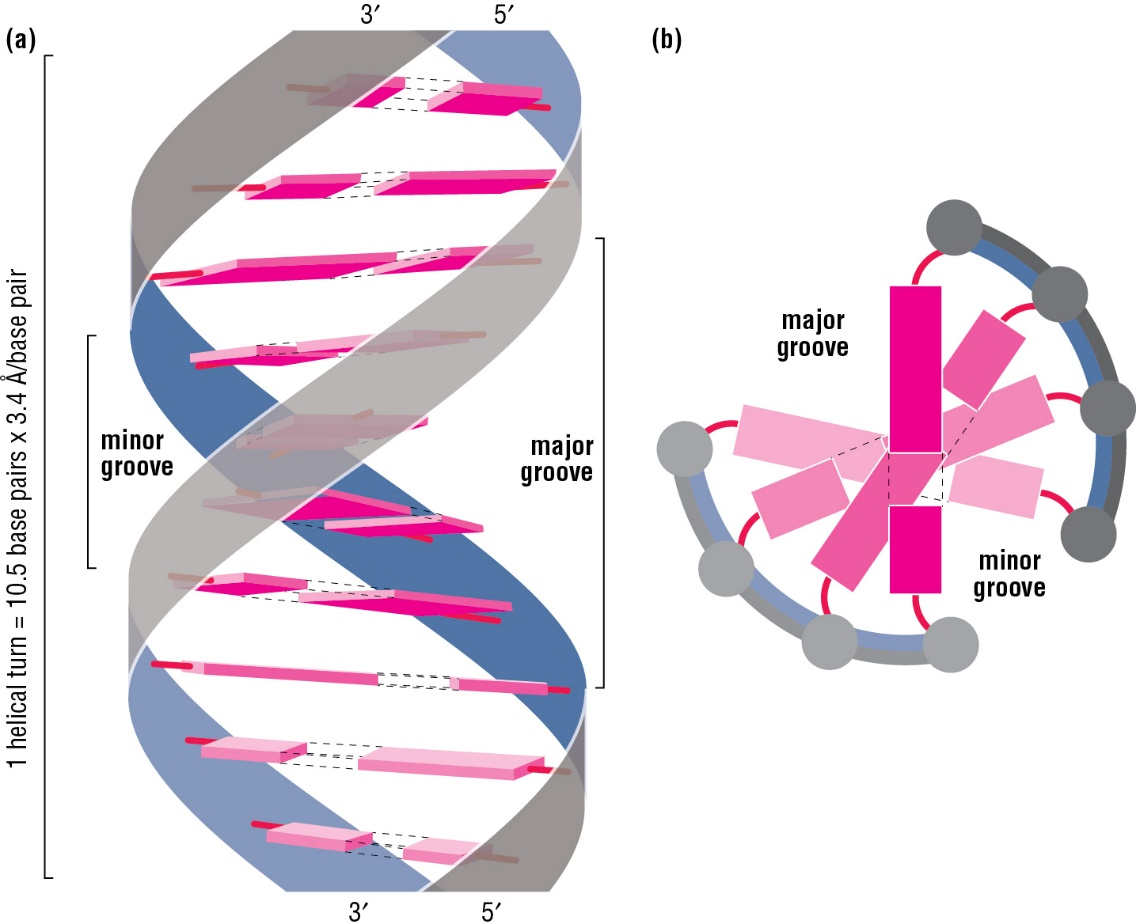 (a)
3′ 5′
1 helical turn = 10.5 base pairs x 3.4 Å/base pair
minor
groove
major
groove
3′ 5′
(b)
major
groove
minor
groove